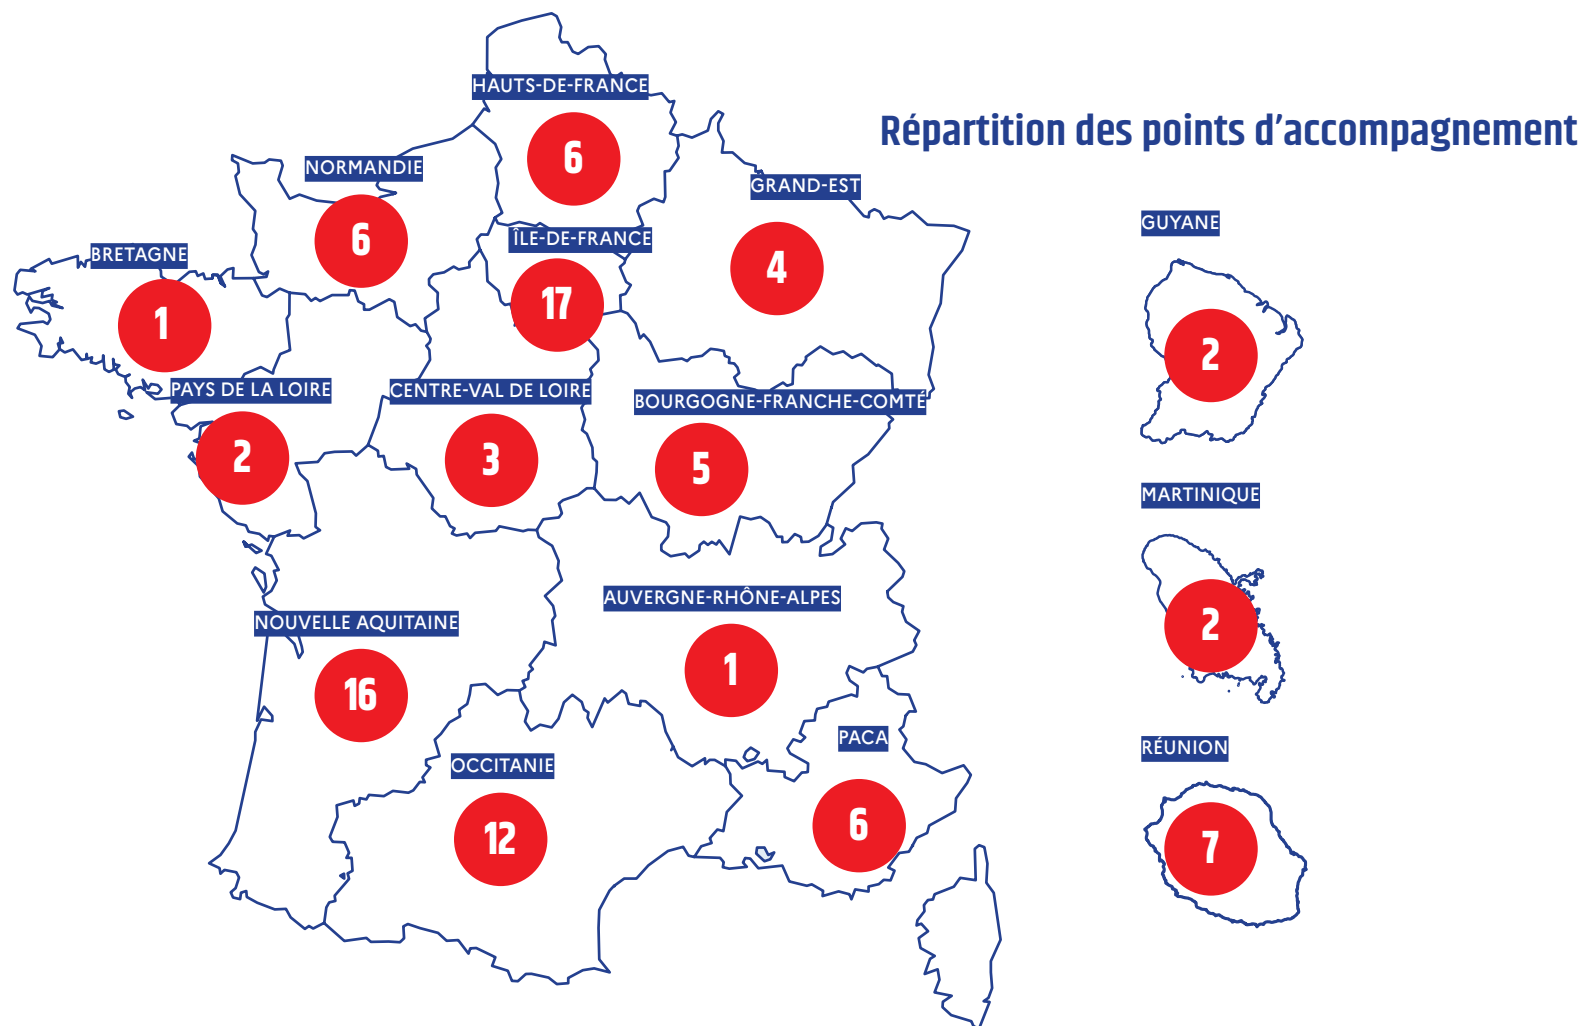 Répartition des points d’accompagnement
HAUTS-DE-FRANCE
6
NORMANDIE
6
GRAND-EST
4
ÎLE-DE-FRANCE
17
BRETAGNE
1
PAYS DE LA LOIRE
2
CENTRE-VAL DE LOIRE
3
BOURGOGNE-FRANCHE-COMTÉ
5
NOUVELLE AQUITAINE
16
AUVERGNE-RHÔNE-ALPES
1
OCCITANIE
12
PACA
6
GUYANE
2
MARTINIQUE
2
RÉUNION
7